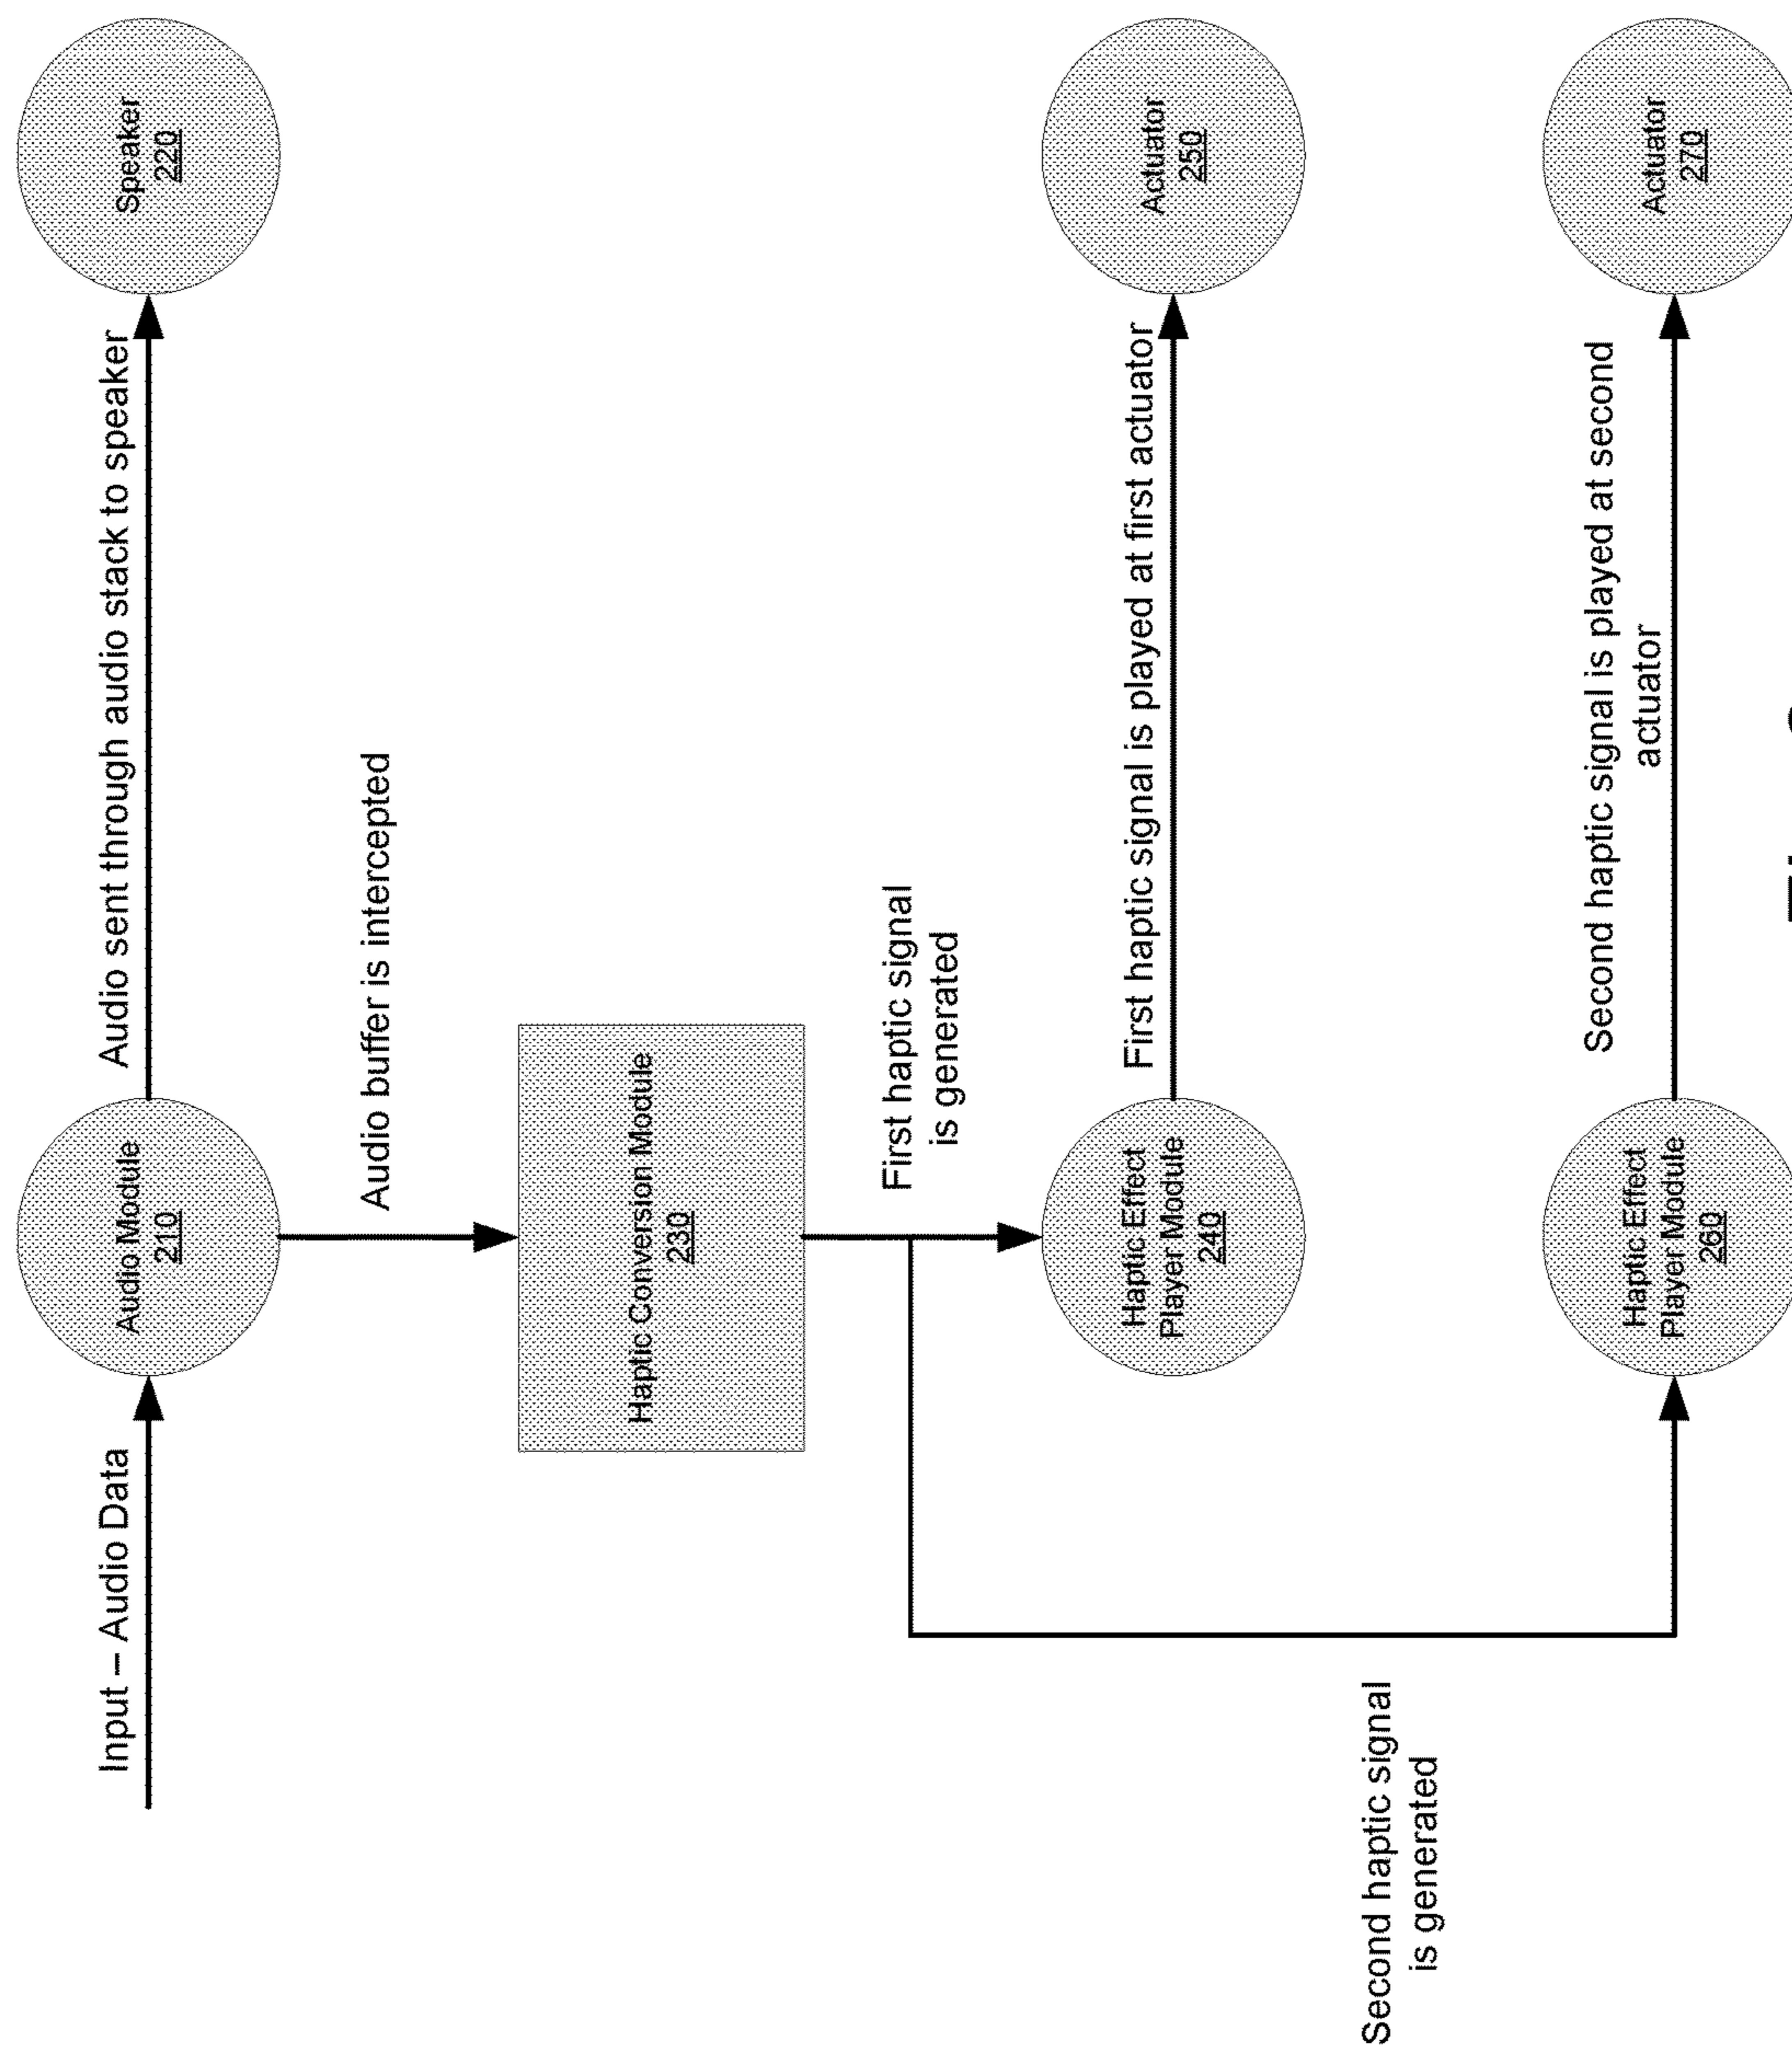 Input – Audio Data
Audio Module
210
Audio sent through audio stack to speaker
Speaker
220
Audio buffer is intercepted
Haptic Conversion Module
230
First haptic signal
is generated
Haptic Effect
Player Module
240
First haptic signal is played at first actuator
Actuator
250
Second haptic signal
is generated
Haptic Effect
Player Module
260
Second haptic signal is played at second
actuator
Actuator
270